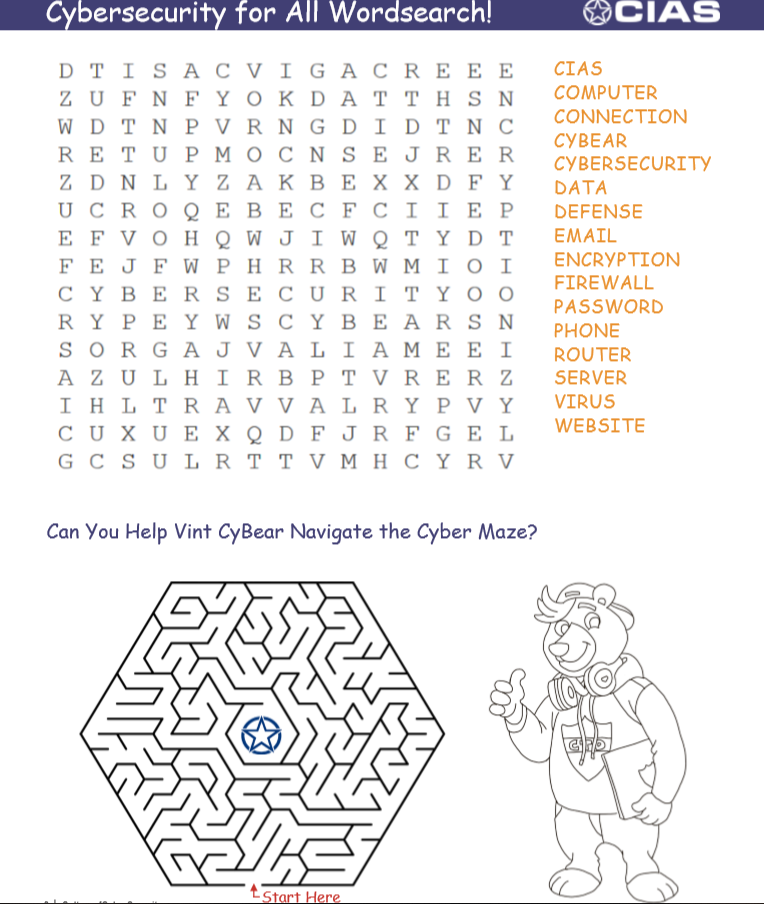 Cybersecurity for All Wordsearch!
CIAS
D T I S A C V I G A C R E E E
Z U F N F Y O K D A T T H S N
W D T N P V R N G D I D T N C
R E T U P M O C N S E J R E R
Z D N L Y Z A K B E X X D F Y
U C R O Q E B E C F C I I E P
E F V O H Q W J I W Q T Y D T
F E J F W P H R R B W M I O I
C Y B E R S E C U R I T Y O O
R Y P E Y W S C Y B E A R S N
S O R G A J V A L I A M E E I
A Z U L H I R B P T V R E R Z
I H L T R A V V A L R Y P V Y
C U X U E X Q D F J R F G E L
G C S U L R T T V M H C Y R V
CIAS
COMPUTER
CONNECTION
CYBEAR
CYBERSECURITY
DATA
DEFENSE
EMAIL
ENCRYPTION
FIREWALL
PASSWORD
PHONE
ROUTER
SERVER
VIRUS
WEBSITE
Can You Help Vint CyBear Navigate the Cyber Maze?
Start Here